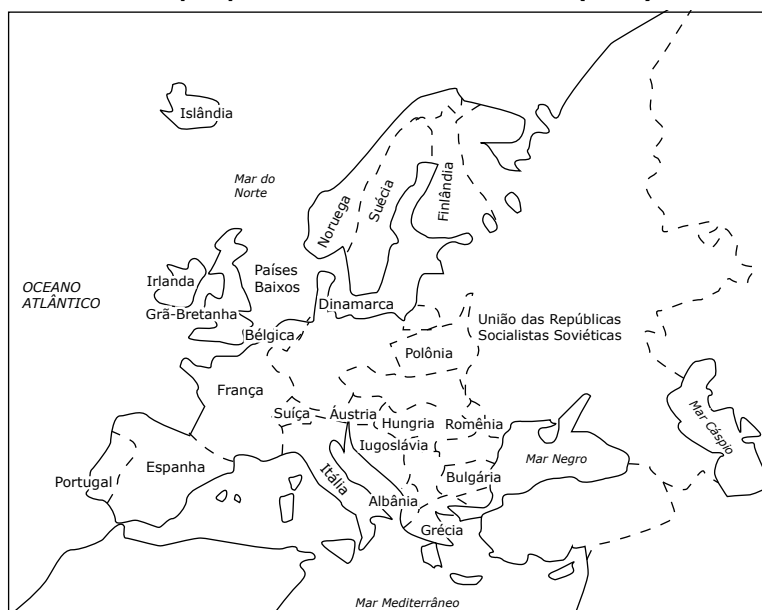 Islândia
Mar do
Norte
Noruega
Suécia
Finlândia
OCEANO
ATLÂNTICO
Irlanda
Países
Baixos
Grã-Bretanha
Dinamarca
Bélgica
União das Repúblicas
Socialistas Soviéticas
Polônia
França
Suíça
Áustria
Hungria
Romênia
Iugoslávia
Mar Cáspio
Mar Negro
Portugal
Espanha
Itália
Bulgária
Albânia
Grécia
Mar Mediterrâneo